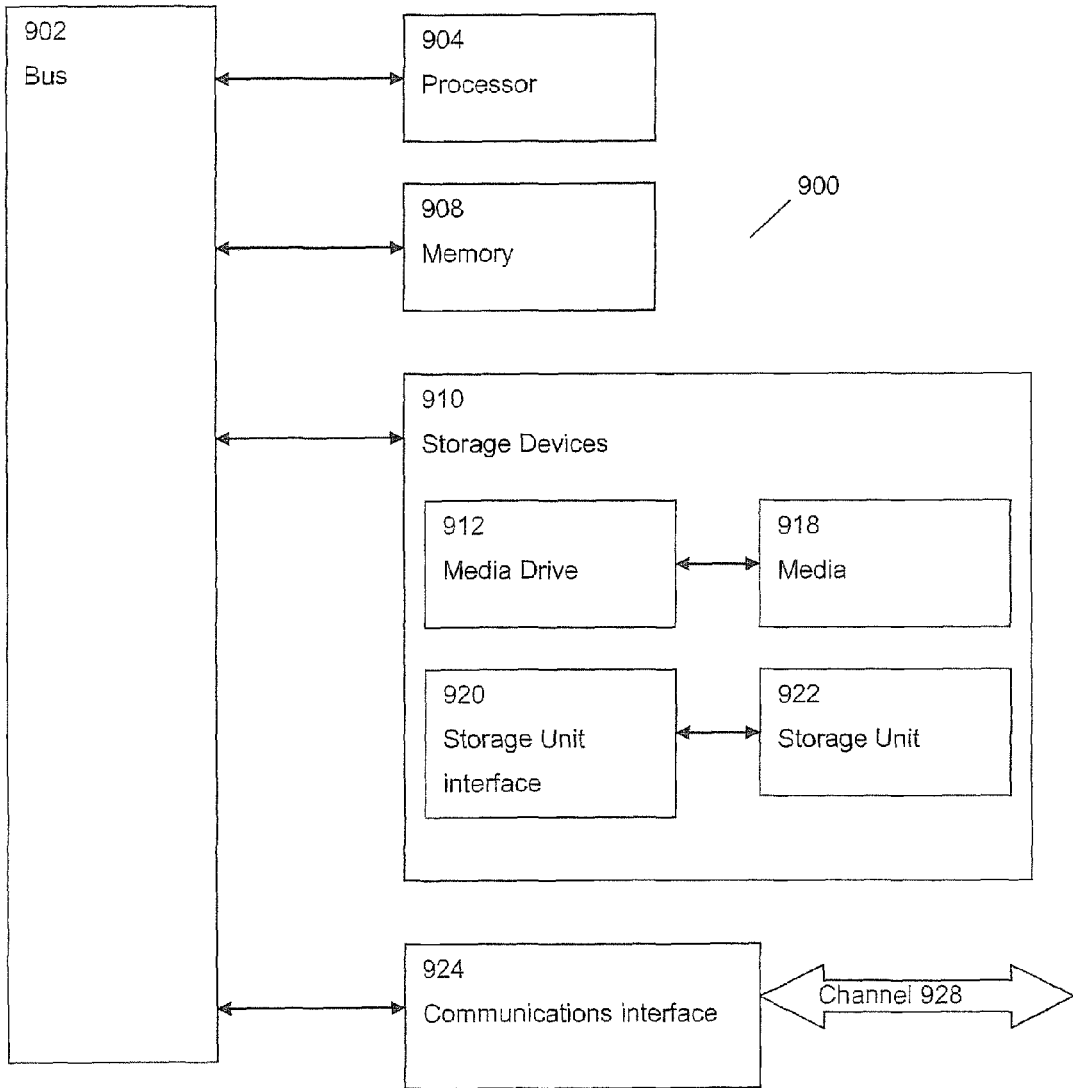 902
Bus
904
Processor
900
908
Memory
910
Storage Devices
912
Media Drive
918
Media
920
Storage Unit
interface
922
Storage Unit
924
Communications interface
Channel 928